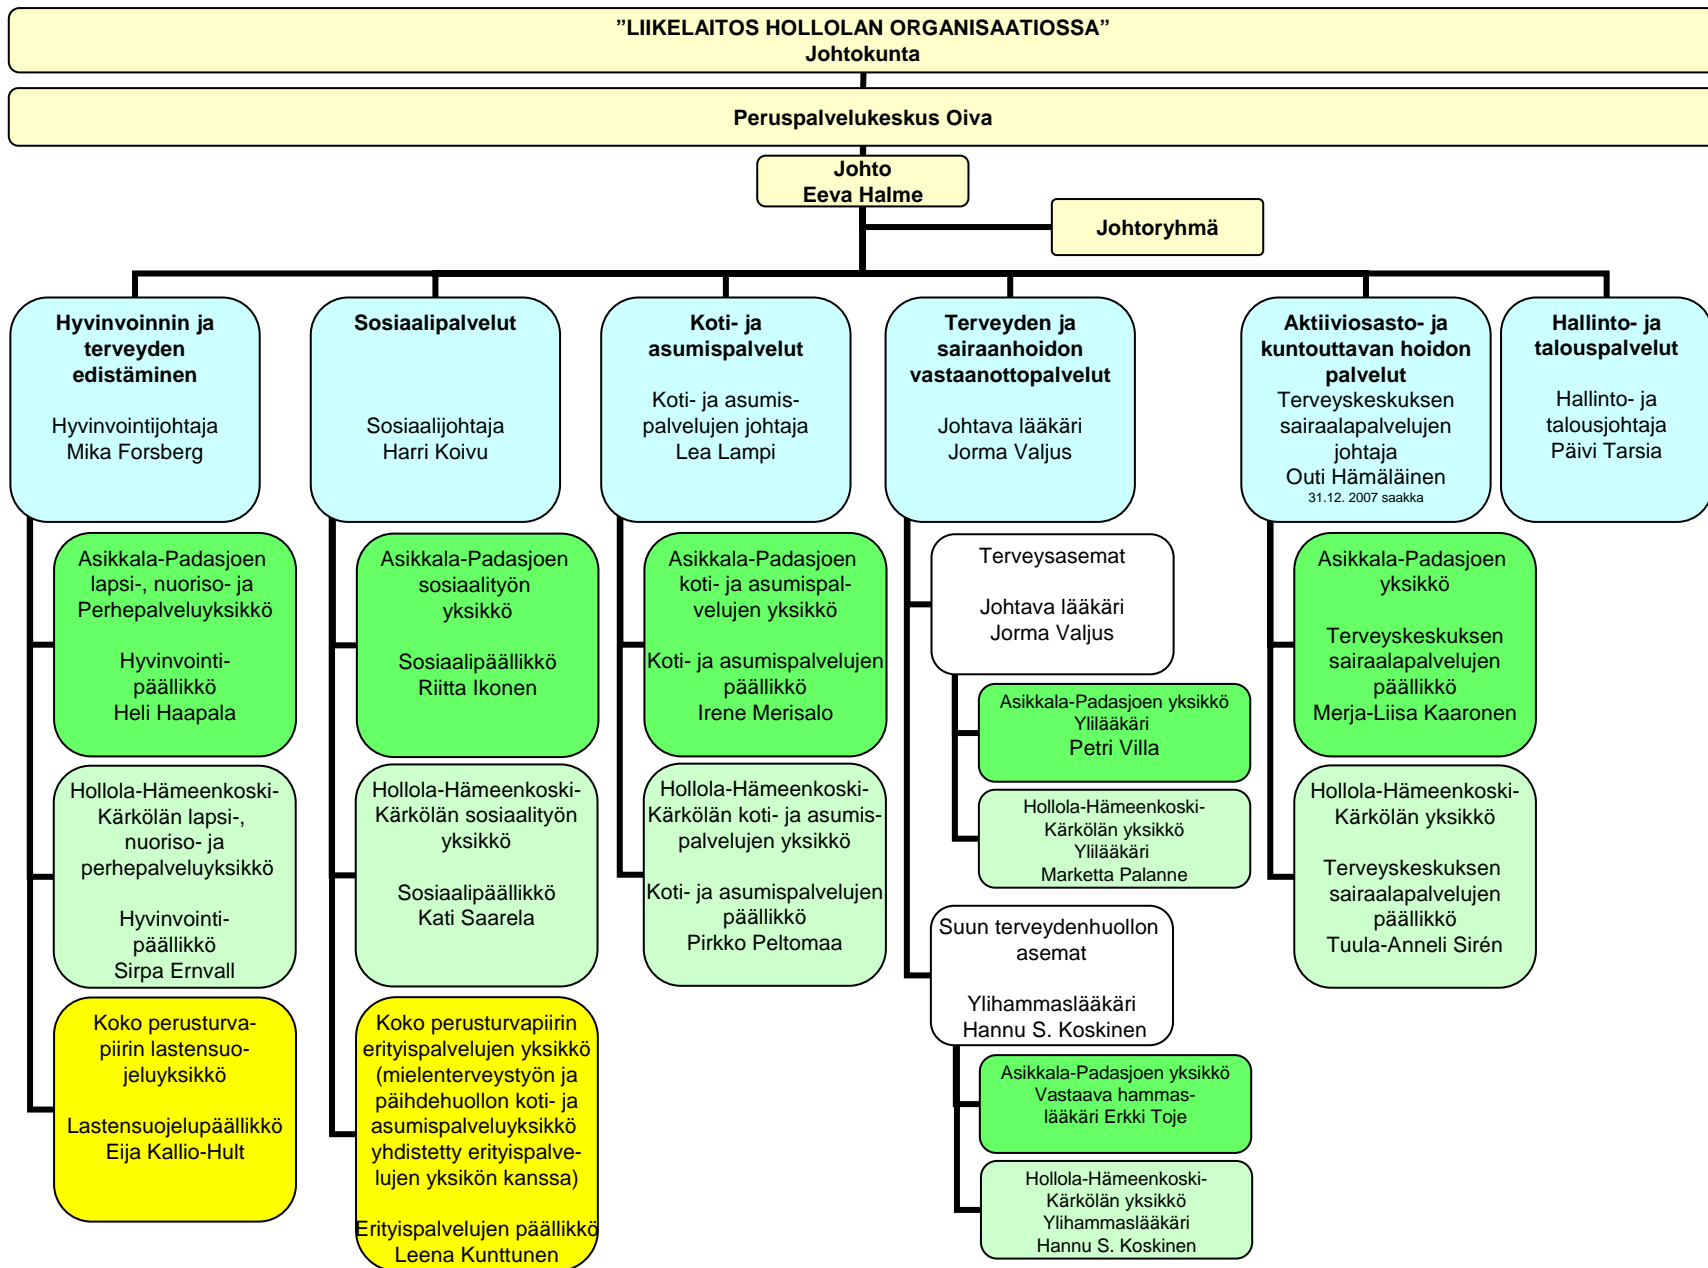 ”LIIKELAITOS HOLLOLAN ORGANISAATIOSSA”
Johtokunta
Peruspalvelukeskus Oiva
Johto
Eeva Halme
Johtoryhmä
Hyvinvoinnin ja
terveyden
edistäminen
Hyvinvointijohtaja
Mika Forsberg
Sosiaalipalvelut
Sosiaalijohtaja
Harri Koivu
Koti- ja
asumispalvelut
Koti- ja asumis-
palvelujen johtaja
Lea Lampi
Terveyden ja
sairaanhoidon
vastaanottopalvelut
Johtava lääkäri
Jorma Valjus
Aktiiviosasto- ja
kuntouttavan hoidon
palvelut
Terveyskeskuksen
sairaalapalvelujen
johtaja
Outi Hämäläinen
31.12. 2007 saakka
Hallinto- ja
talouspalvelut
Hallinto- ja
talousjohtaja
Päivi Tarsia
Asikkala-Padasjoen
lapsi-, nuoriso- ja
Perhepalveluyksikkö
Hyvinvointi-
päällikkö
Heli Haapala
Hollola-Hämeenkoski-
Kärkölän lapsi-,
nuoriso- ja
perhepalveluyksikkö
Hyvinvointi-
päällikkö
Sirpa Ernvall
Koko perusturva-
piirin lastensuo-
jeluyksikkö
Lastensuojelupäällikkö
Eija Kallio-Hult
Asikkala-Padasjoen
sosiaalityön
yksikkö
Sosiaalipäällikkö
Riitta Ikonen
Hollola-Hämeenkoski-
Kärkölän sosiaalityön
yksikkö
Sosiaalipäällikkö
Kati Saarela
Koko perusturvapiirin
erityispalvelujen yksikkö
(mielenterveystyön ja
päihdehuollon koti- ja
asumispalveluyksikkö
yhdistetty erityispalve-
lujen yksikön kanssa)
Erityispalvelujen päällikkö
Leena Kunttunen
Asikkala-Padasjoen
koti- ja asumispal-
velujen yksikkö
Koti- ja asumispalvelujen
päällikkö
Irene Merisalo
Hollola-Hämeenkoski-
Kärkölän koti- ja asumis-
palvelujen yksikkö
Koti- ja asumispalvelujen
päällikkö
Pirkko Peltomaa
Terveysasemat
Johtava lääkäri
Jorma Valjus
Asikkala-Padasjoen yksikkö
Ylilääkäri
Petri Villa
Hollola-Hämeenkoski-
Kärkölän yksikkö
Ylilääkäri
Marketta Palanne
Suun terveydenhuollon
asemat
Ylihammaslääkäri
Hannu S. Koskinen
Asikkala-Padasjoen yksikkö
Vastaava hammas-
lääkäri Erkki Toje
Hollola-Hämeenkoski-
Kärkölän yksikkö
Ylihammaslääkäri
Hannu S. Koskinen
Asikkala-Padasjoen
yksikkö
Terveyskeskuksen
sairaalapalvelujen
päällikkö
Merja-Liisa Kaaronen
Hollola-Hämeenkoski-
Kärkölän yksikkö
Terveyskeskuksen
sairaalapalvelujen
päällikkö
Tuula-Anneli Sirén